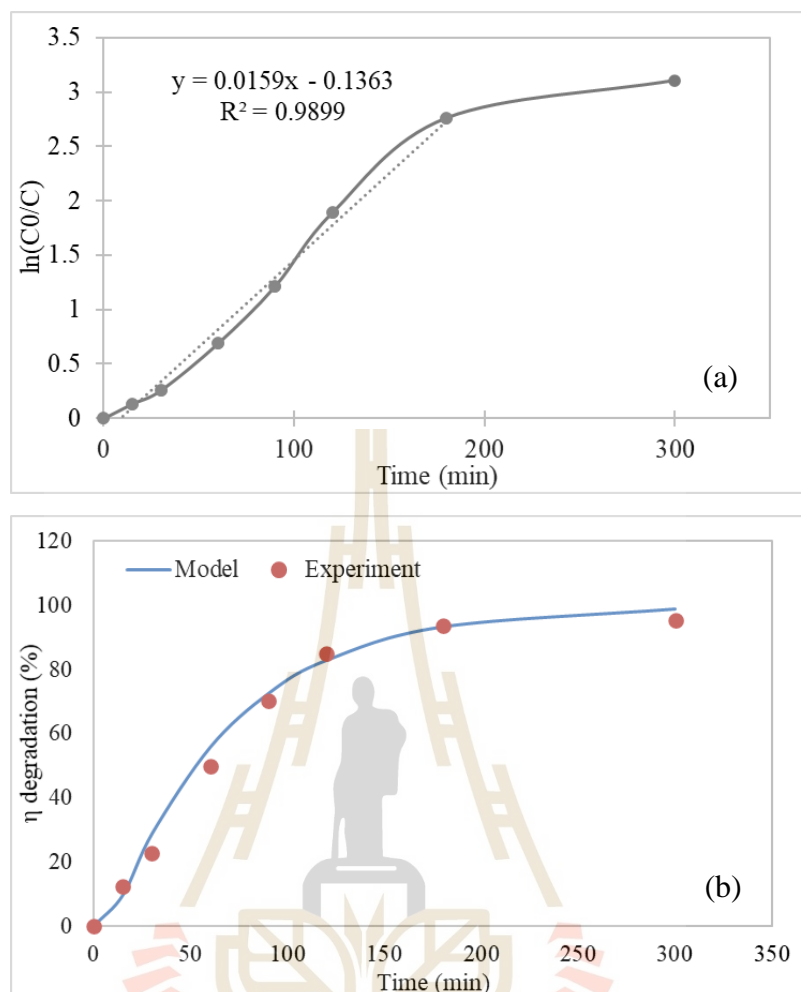 3.5
3
2.5
2
1.5
1
0.5
0
y = 0.0159x - 0.1363
R² = 0.9899
ln(C0/C)
(a)
0 100 200 300
Time (min)
120
100
80
60
40
20
0
Model Experiment
η degradation (%)
(b)
0 50 100 150 200 250 300 350
Time (min)